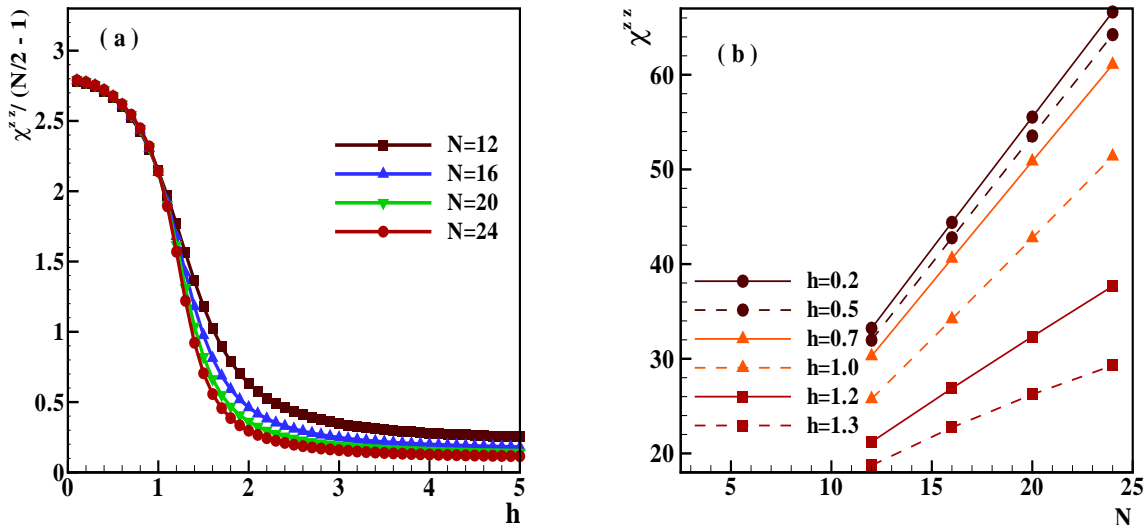 ( a )
χ^{zz} / (N/2 - 1)
3
2.5
2
1.5
1
0.5
0
0 1 2 3 4 5
h
N=12
N=16
N=20
N=24
( b )
χ^{zz}
60
50
40
30
20
5 10 15 20 25
N
h=0.2
h=0.5
h=0.7
h=1.0
h=1.2
h=1.3